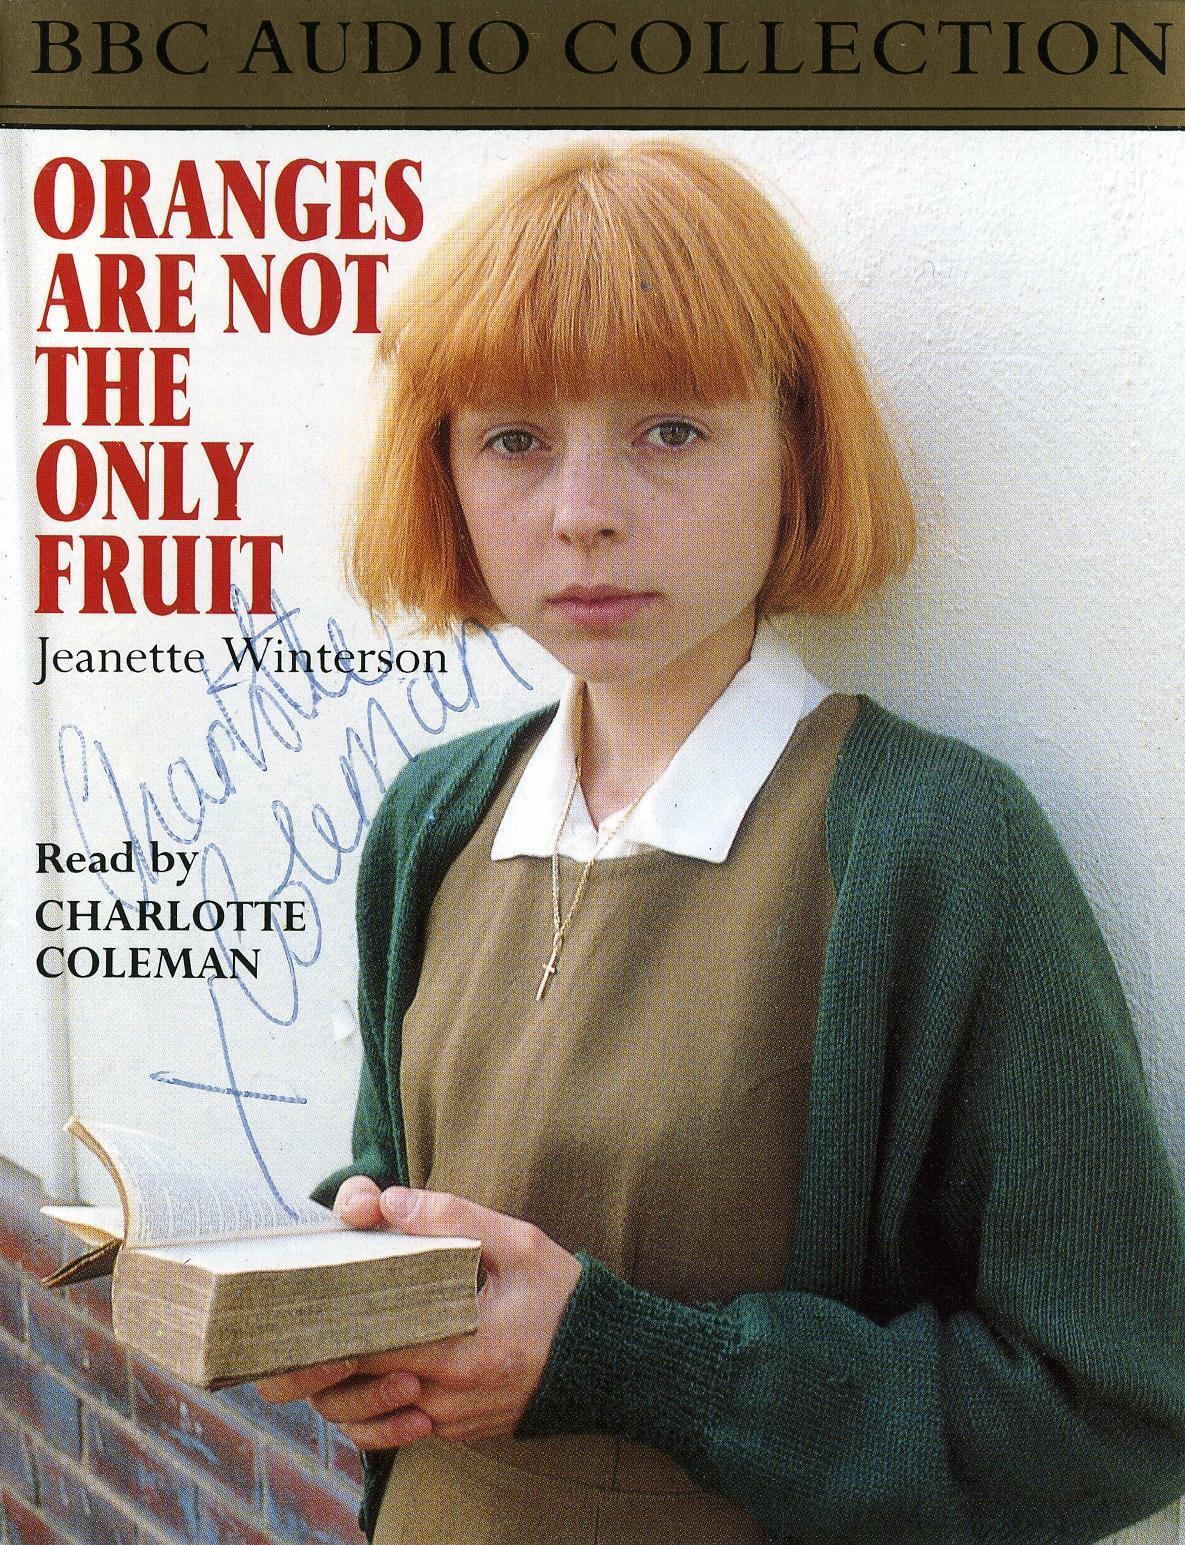 BBC AUDIO COLLECTION
ORANGES
ARE NOT
THE
ONLY
FRUIT
Jeanette Winterson
Charlotte
Coleman
Read by
CHARLOTTE
COLEMAN